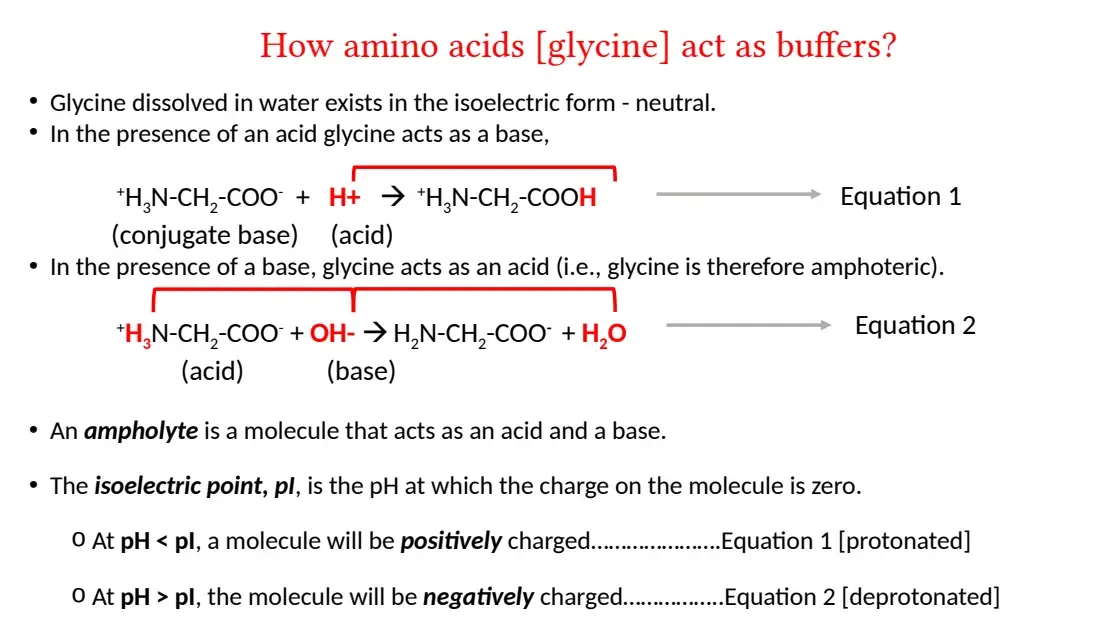 How amino acids [glycine] act as buffers?
• Glycine dissolved in water exists in the isoelectric form - neutral.
• In the presence of an acid glycine acts as a base,
⁺H₃N-CH₂-COO⁻ + H+ → ⁺H₃N-CH₂-COOH Equation 1
(conjugate base) (acid)
• In the presence of a base, glycine acts as an acid (i.e., glycine is therefore amphoteric).
⁺H₃N-CH₂-COO⁻ + OH- → H₂N-CH₂-COO⁻ + H₂O Equation 2
(acid) (base)
• An ampholyte is a molecule that acts as an acid and a base.
• The isoelectric point, pI, is the pH at which the charge on the molecule is zero.
o At pH < pI, a molecule will be positively charged………………….Equation 1 [protonated]
o At pH > pI, the molecule will be negatively charged……………..Equation 2 [deprotonated]